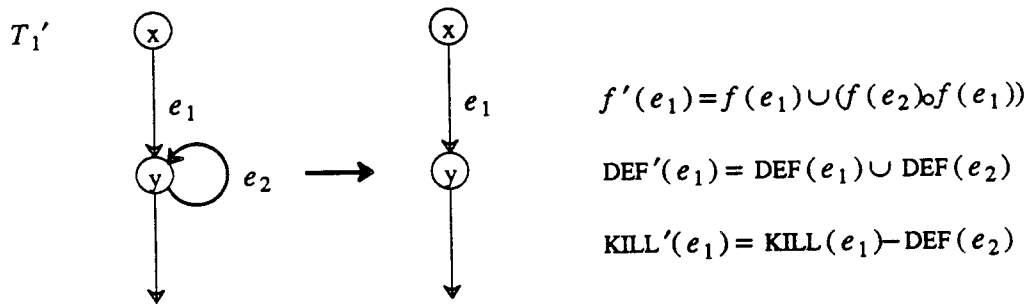 T₁′
x
x
e₁
e₁
f′(e₁)=f(e₁)∪(f(e₂)∘f(e₁))
y
e₂
y
DEF′(e₁)= DEF(e₁)∪ DEF(e₂)
KILL′(e₁)= KILL(e₁)−DEF(e₂)